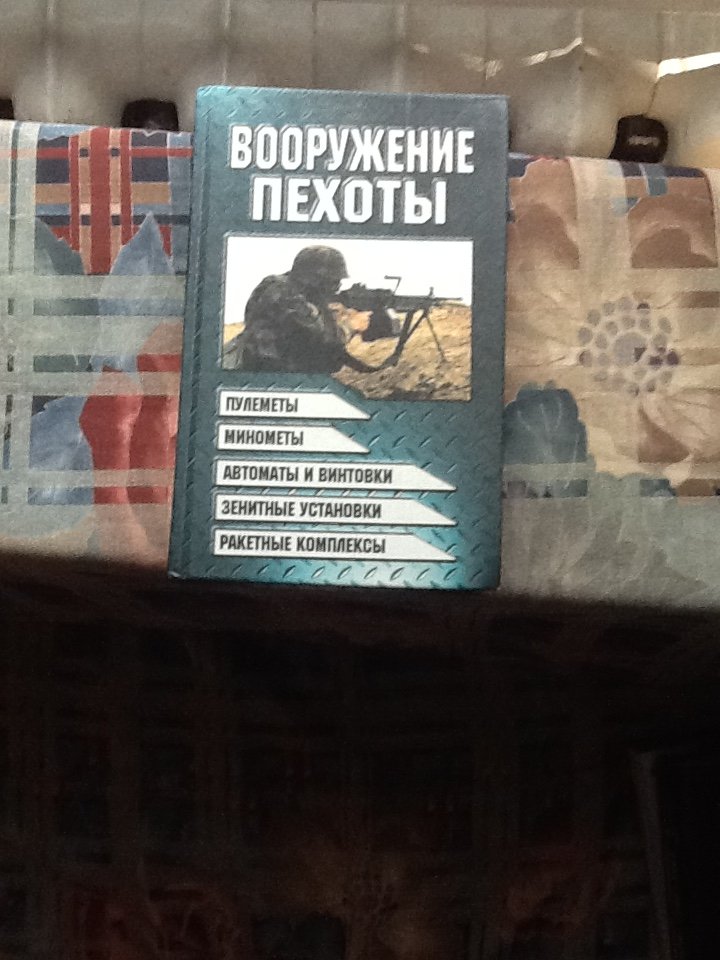 ВООРУЖЕНИЕ
ПЕХОТЫ
ПУЛЕМЕТЫ
МИНОМЕТЫ
АВТОМАТЫ И ВИНТОВКИ
ЗЕНИТНЫЕ УСТАНОВКИ
РАКЕТНЫЕ КОМПЛЕКСЫ